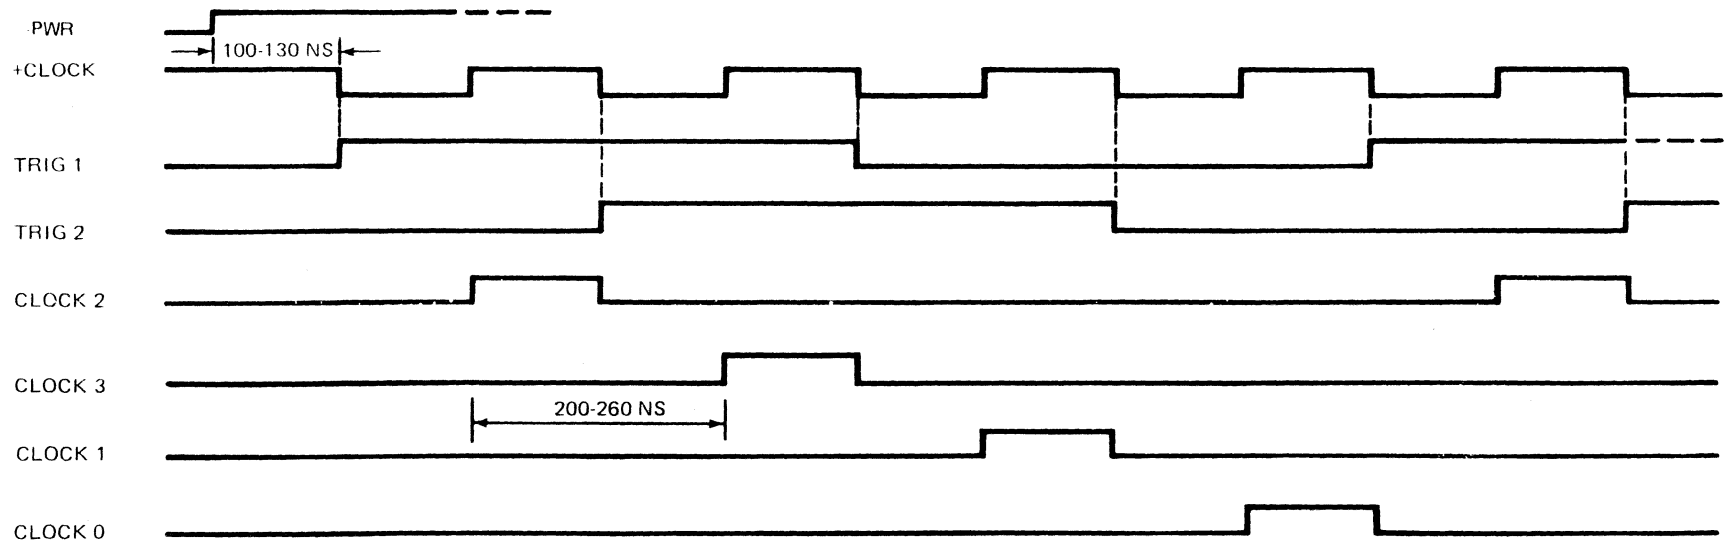 PWR
100-130 NS
+CLOCK
TRIG 1
TRIG 2
CLOCK 2
CLOCK 3
200-260 NS
CLOCK 1
CLOCK 0